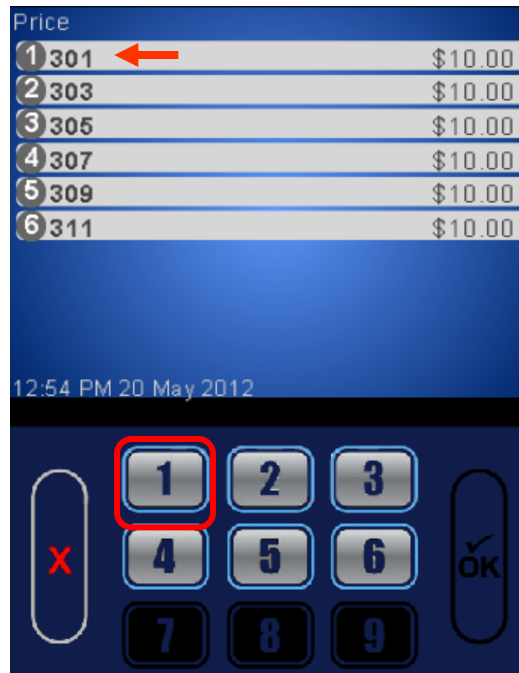 Price
1 301 $10.00
2 303 $10.00
3 305 $10.00
4 307 $10.00
5 309 $10.00
6 311 $10.00
12:54 PM 20 May 2012
1 2 3
X 4 5 6 OK
7 8 9